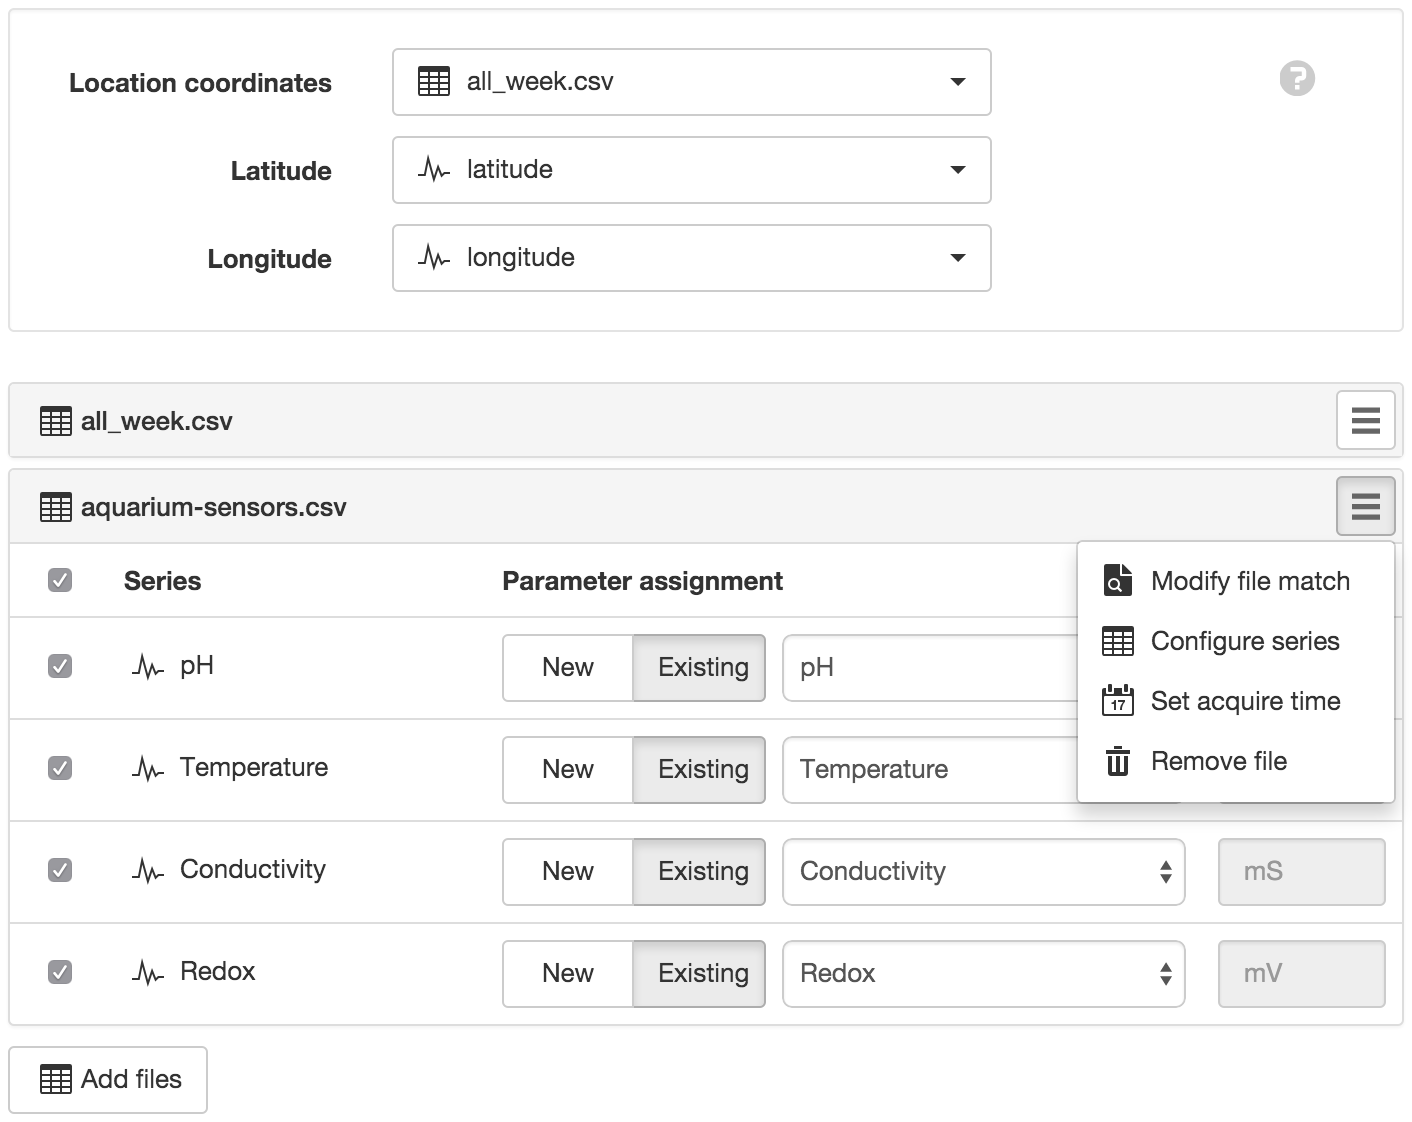 Location coordinates all_week.csv ?
Latitude latitude
Longitude longitude
all_week.csv
aquarium-sensors.csv
Series Parameter assignment Modify file match
Configure series
pH New Existing pH
17 Set acquire time
Temperature New Existing Temperature Remove file
Conductivity New Existing Conductivity mS
Redox New Existing Redox mV
Add files